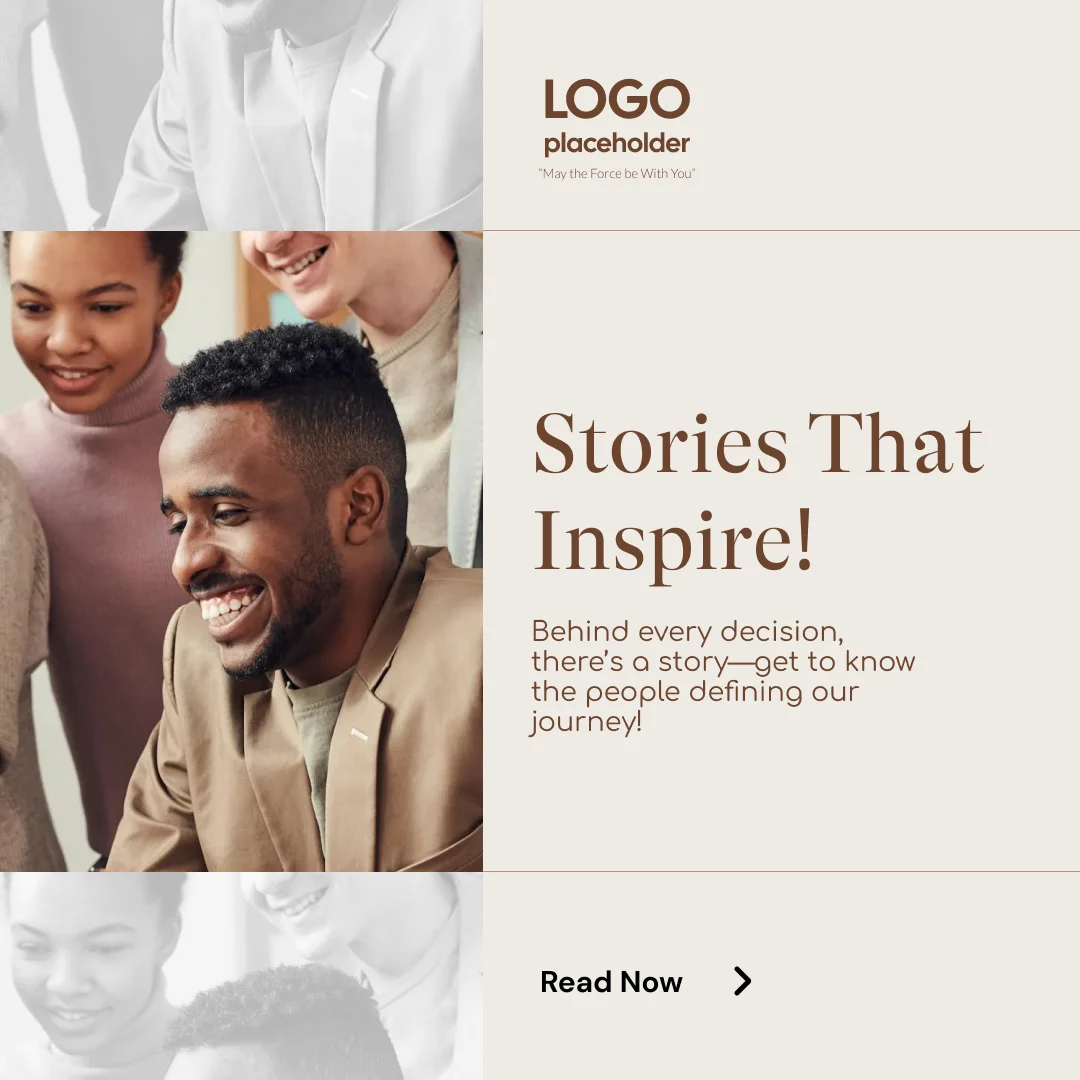 LOGO
placeholder
“May the Force be With You”
Stories That
Inspire!
Behind every decision,
there’s a story—get to know
the people defining our
journey!
Read Now